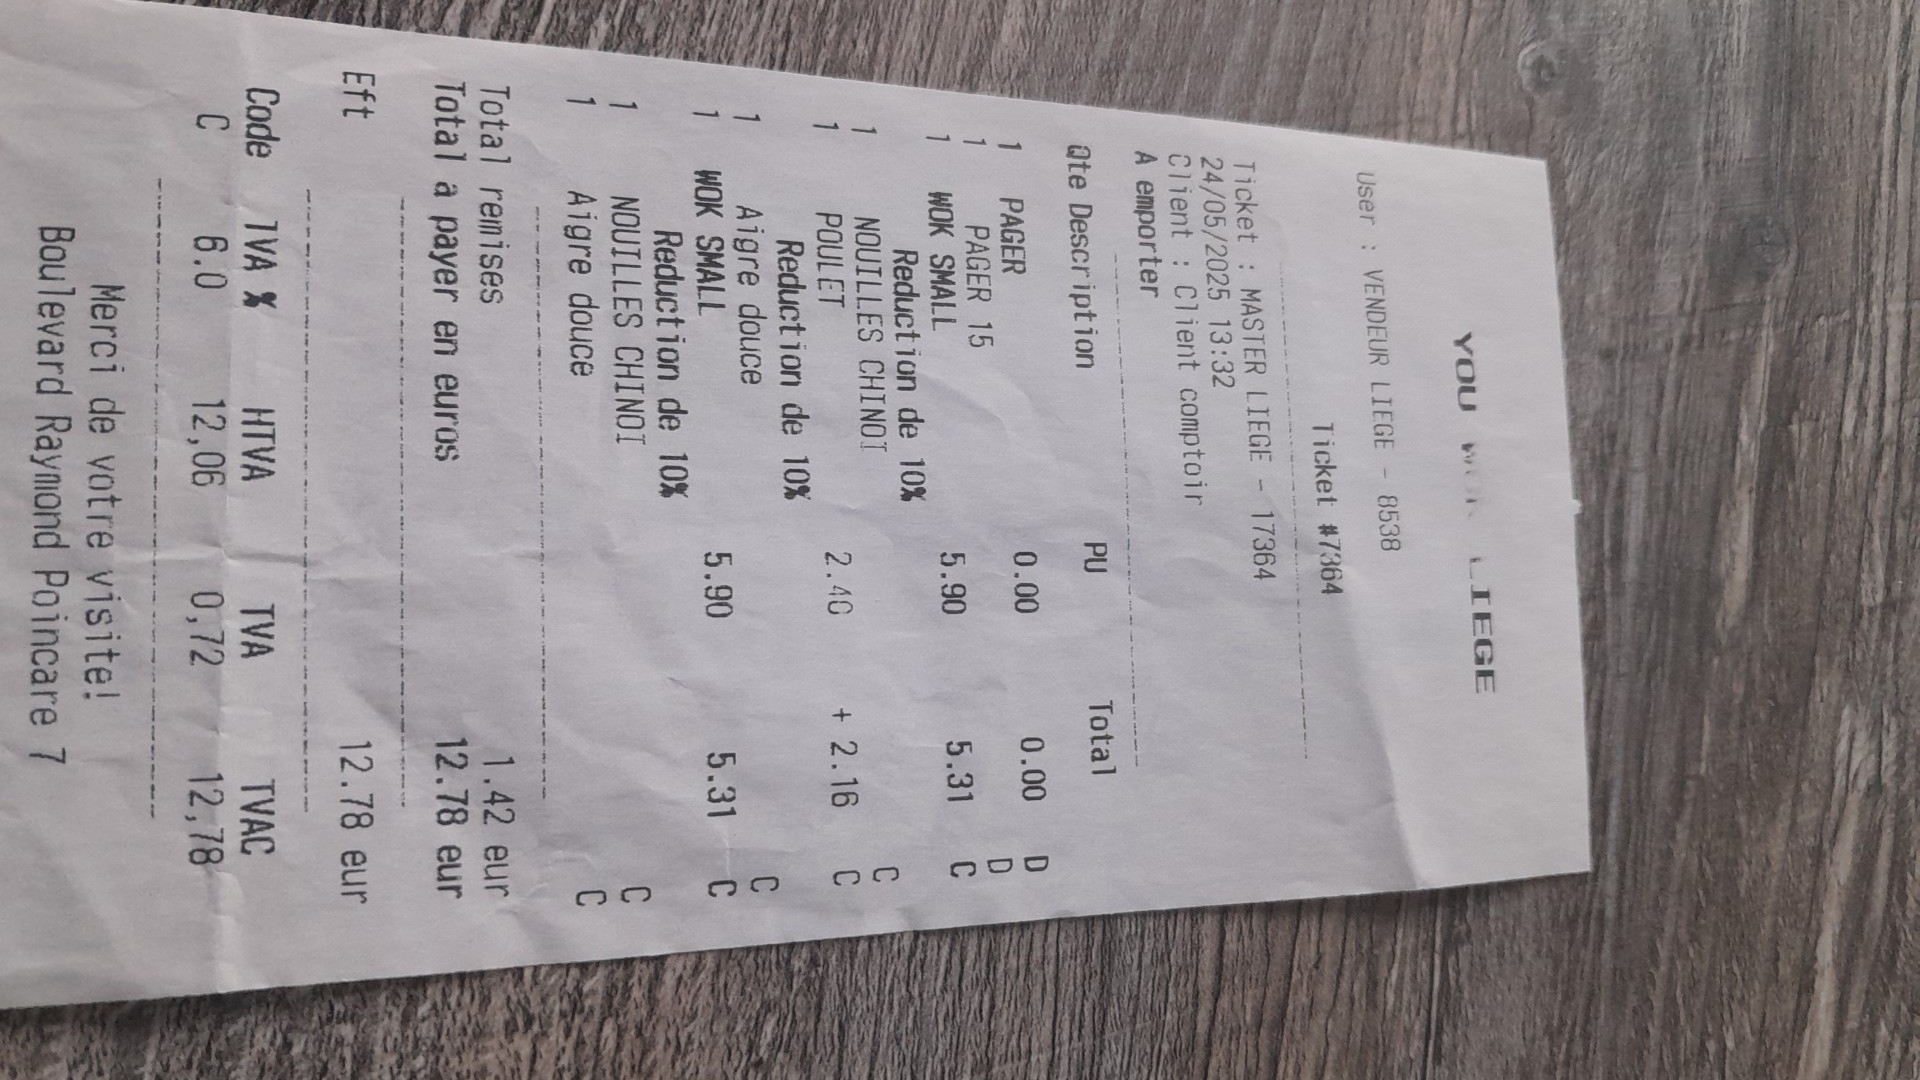 YOU LIEGE
User : VENDEUR LIEGE - 8538
Ticket #7364
Ticket : MASTER LIEGE - 17364
24/05/2025 13:32
Client : Client comptoir
A emporter
Qte Description PU Total
1 PAGER 0.00 0.00 D
1 PAGER 15 D
1 WOK SMALL 5.90 5.31 C
Reduction de 10%
1 NOUILLES CHINOI C
1 POULET 2.40 + 2.16 C
Reduction de 10%
1 Aigre douce C
1 WOK SMALL 5.90 5.31 C
Reduction de 10%
1 NOUILLES CHINOI C
1 Aigre douce C
Total remises 1.42 eur
Total a payer en euros 12.78 eur
Eft 12.78 eur
Code TVA % HTVA TVA TVAC
C 6.0 12,06 0,72 12,78
Merci de votre visite!
Boulevard Raymond Poincare 7